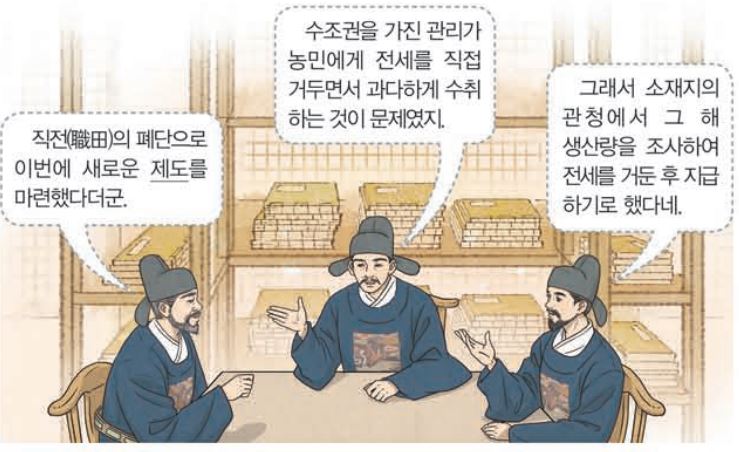 직전(職田)의 폐단으로
이번에 새로운 제도를
마련했다더군.
수조권을 가진 관리가
농민에게 전세를 직접
거두면서 과다하게 수취
하는 것이 문제였지.
그래서 소재지의
관청에서 그 해
생산량을 조사하여
전세를 거둔 후 지급
하기로 했다네.